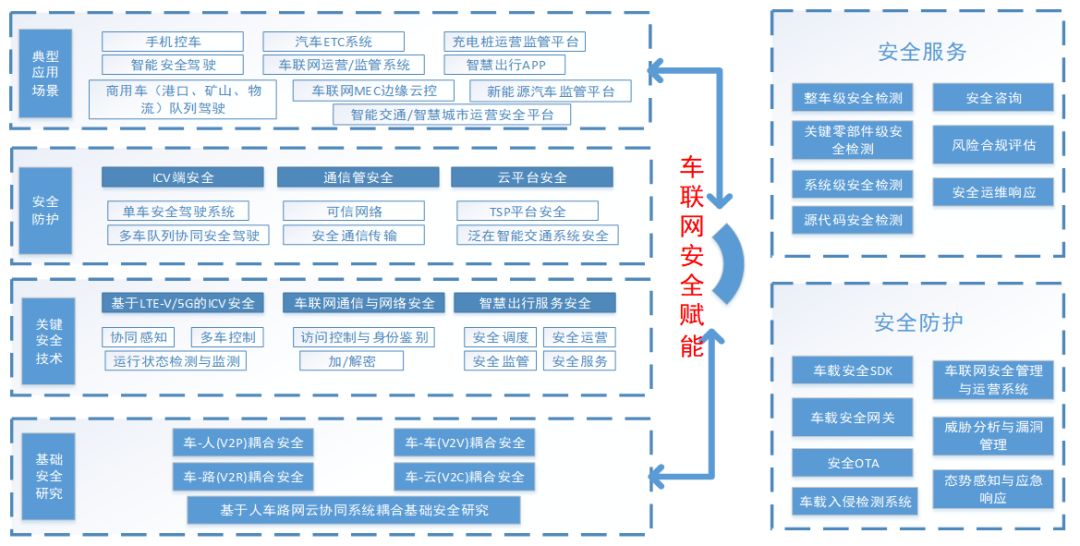 典型
应用
场景
手机控车
汽车ETC系统
充电桩运营监管平台
智能安全驾驶
车联网运营/监管系统
智慧出行APP
商用车（港口、矿山、物
流）队列驾驶
车联网MEC边缘云控
新能源汽车监管平台
智能交通/智慧城市运营安全平台
安全
防护
ICV端安全
通信管安全
云平台安全
单车安全驾驶系统
可信网络
TSP平台安全
多车队列协同安全驾驶
安全通信传输
泛在智能交通系统安全
关键
安全
技术
基于LTE-V/5G的ICV安全
车联网通信与网络安全
智慧出行服务安全
协同感知
多车控制
访问控制与身份鉴别
安全调度
安全运营
运行状态检测与监测
加/解密
安全监管
安全服务
基础
安全
研究
车-人(V2P)耦合安全
车-车(V2V)耦合安全
车-路(V2R)耦合安全
车-云(V2C)耦合安全
基于人车路网云协同系统耦合基础安全研究
车联网安全赋能
安全服务
整车级安全检测
安全咨询
关键零部件级安
全检测
风险合规评估
系统级安全检测
安全运维响应
源代码安全检测
安全防护
车载安全SDK
车联网安全管理
与运营系统
车载安全网关
威胁分析与漏洞
管理
安全OTA
态势感知与应急
响应
车载入侵检测系统